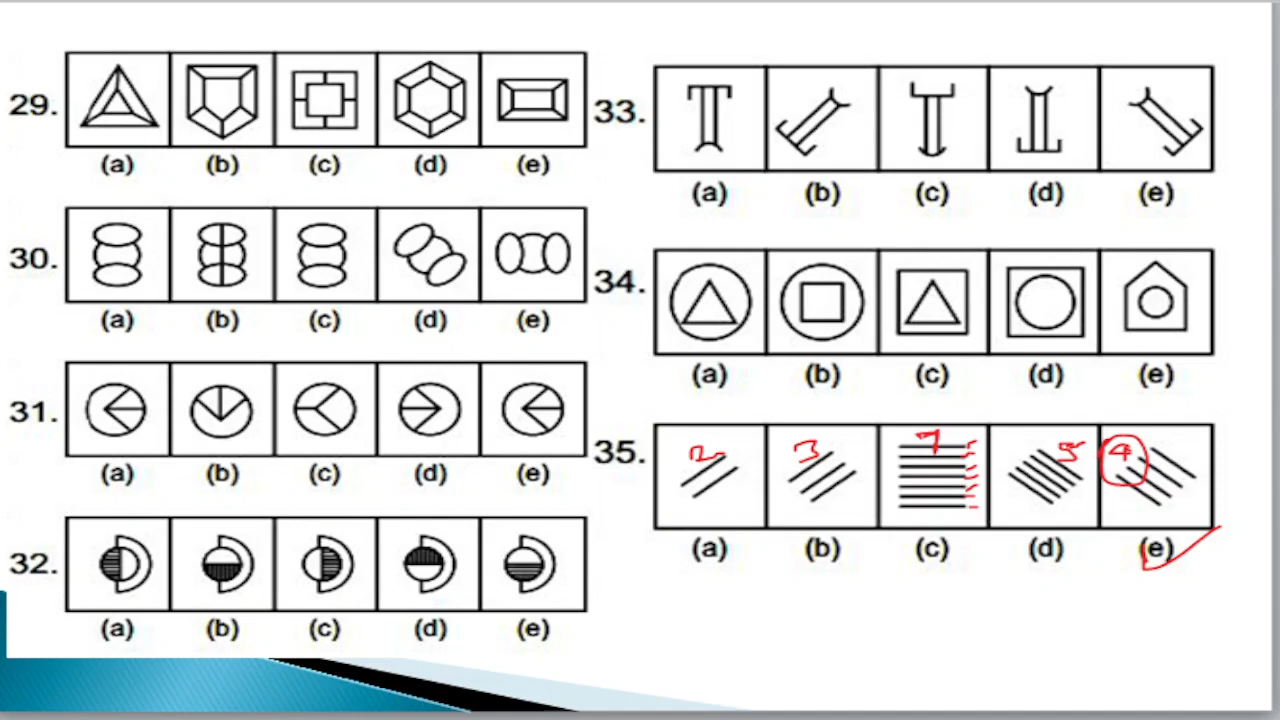 29.
(a) (b) (c) (d) (e)
30.
(a) (b) (c) (d) (e)
31.
(a) (b) (c) (d) (e)
32.
(a) (b) (c) (d) (e)
33.
(a) (b) (c) (d) (e)
34.
(a) (b) (c) (d) (e)
35.
2 3 7 5 4
(a) (b) (c) (d) (e)